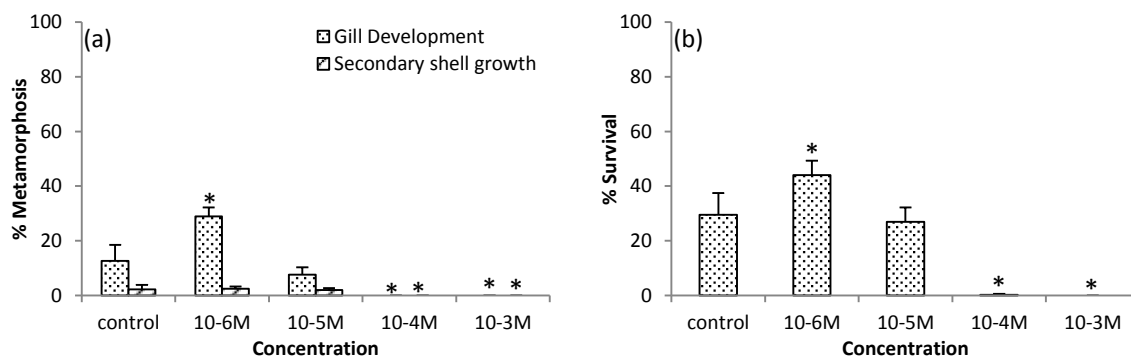 (a)
Gill Development
Secondary shell growth
% Metamorphosis
100
80
60
40
20
0
*
* *
* *
control 10-6M 10-5M 10-4M 10-3M
Concentration
(b)
% Survival
100
80
60
40
20
0
*
*
*
control 10-6M 10-5M 10-4M 10-3M
Concentration